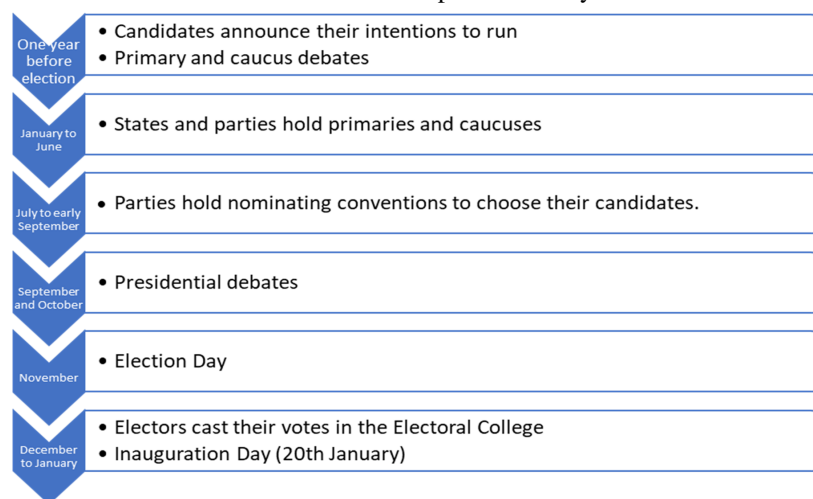 One year
before
election
• Candidates announce their intentions to run
• Primary and caucus debates
January to
June
• States and parties hold primaries and caucuses
July to early
September
• Parties hold nominating conventions to choose their candidates.
September
and October
• Presidential debates
November
• Election Day
December
to January
• Electors cast their votes in the Electoral College
• Inauguration Day (20th January)